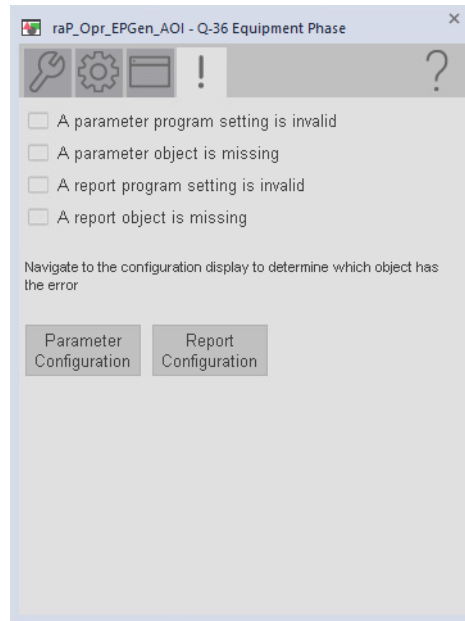 raP_Opr_EPGen_AOI - Q-36 Equipment Phase
×
!
?
A parameter program setting is invalid
A parameter object is missing
A report program setting is invalid
A report object is missing
Navigate to the configuration display to determine which object has
the error
Parameter
Configuration
Report
Configuration